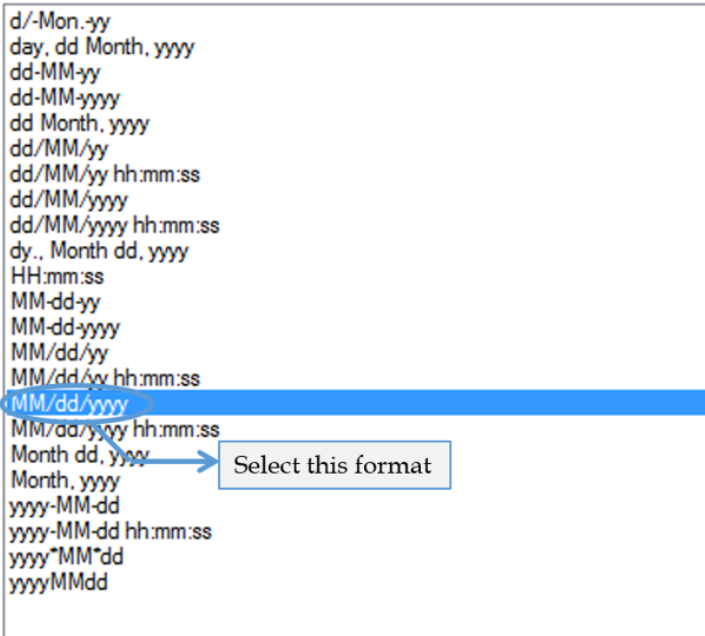 d/-Mon.-yy
day, dd Month, yyyy
dd-MM-yy
dd-MM-yyyy
dd Month, yyyy
dd/MM/yy
dd/MM/yy hh:mm:ss
dd/MM/yyyy
dd/MM/yyyy hh:mm:ss
dy., Month dd, yyyy
HH:mm:ss
MM-dd-yy
MM-dd-yyyy
MM/dd/yy
MM/dd/yy hh:mm:ss
MM/dd/yyyy
MM/dd/yyyy hh:mm:ss
Month dd, yyyy
Select this format
Month, yyyy
yyyy-MM-dd
yyyy-MM-dd hh:mm:ss
yyyy*MM*dd
yyyyMMdd